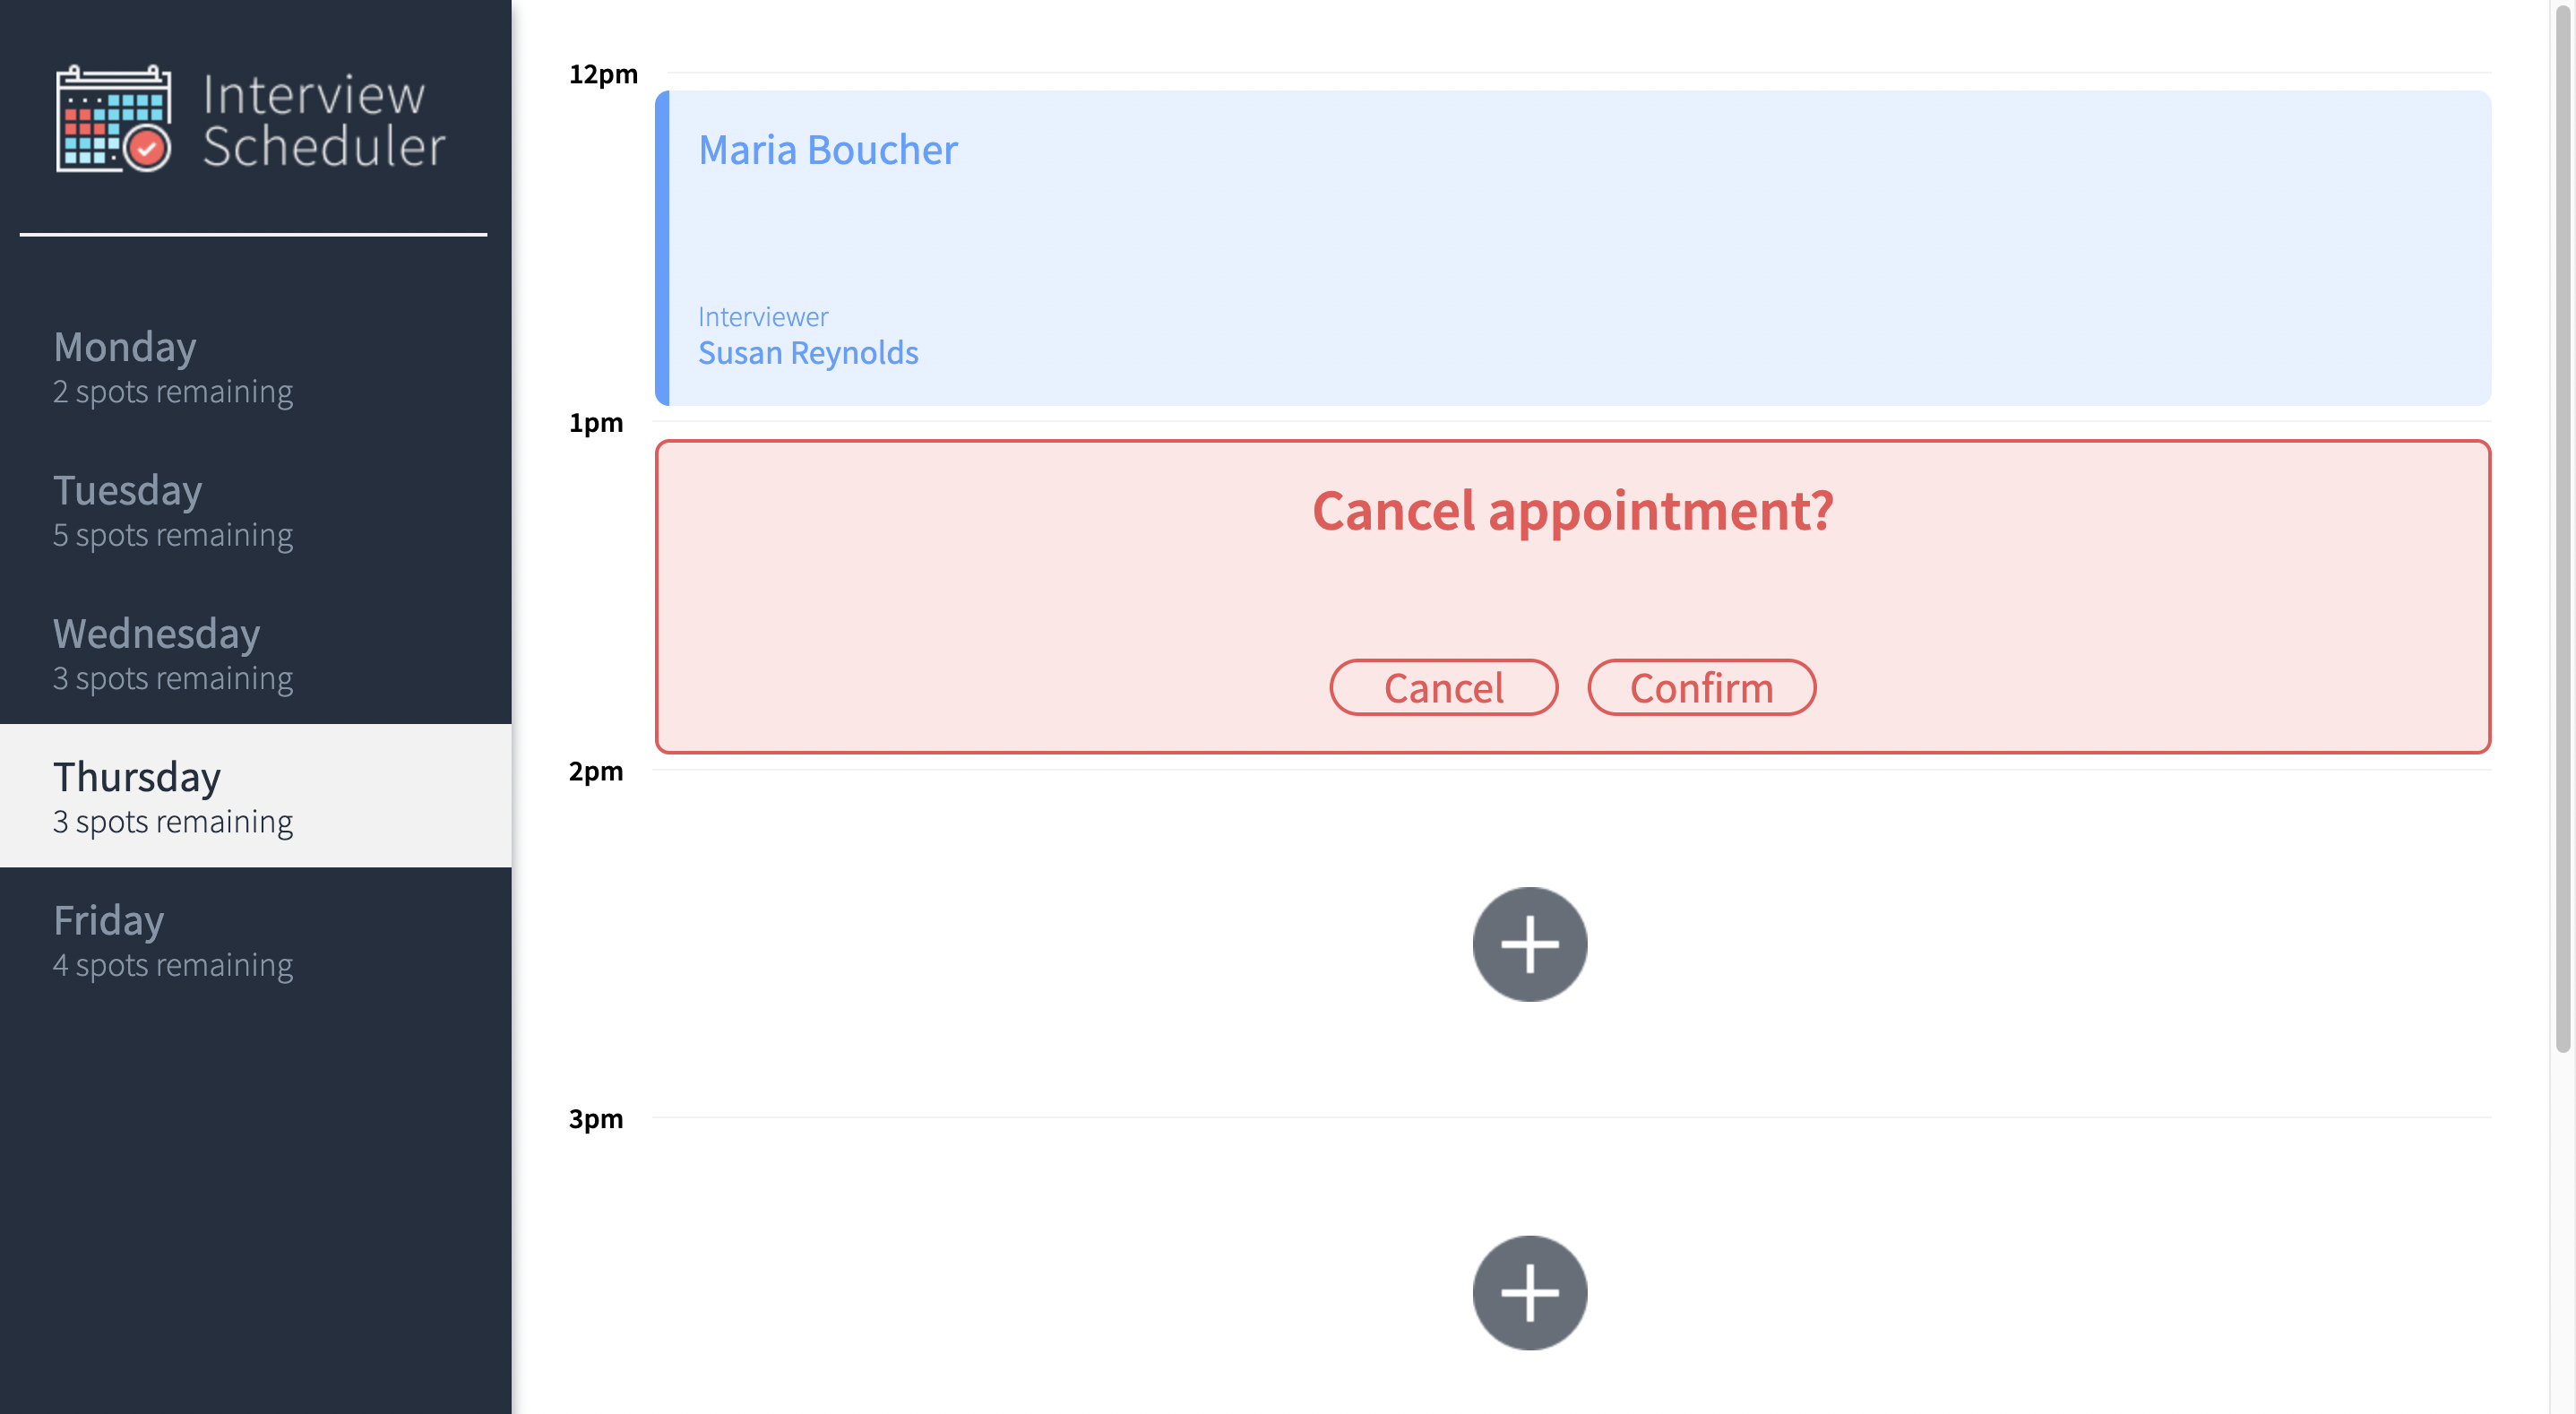 Interview
Scheduler
Monday
2 spots remaining
Tuesday
5 spots remaining
Wednesday
3 spots remaining
Thursday
3 spots remaining
Friday
4 spots remaining
12pm
Maria Boucher
Interviewer
Susan Reynolds
1pm
Cancel appointment?
Cancel Confirm
2pm
3pm